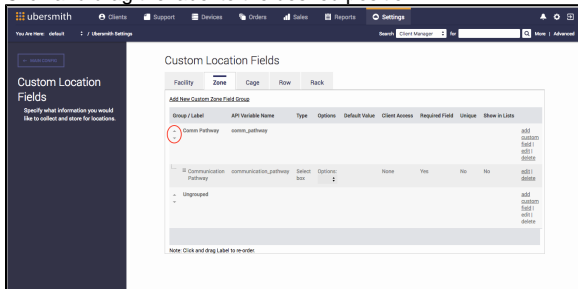 ubersmith Clients Support Devices Orders Sales Reports Settings
You Are Here: default / Ubersmith Settings Search Client Manager for More | Advanced
Custom Location Fields
Specify what information you would like to collect and store for locations.
Custom Location Fields
Facility Zone Cage Row Rack
Add New Custom Zone Field Group
Group / Label API Variable Name Type Options Default Value Client Access Required Field Unique Show in Lists
Comm Pathway comm_pathway add custom field | edit | delete
Communication Pathway communication_pathway Select box Options: None Yes No No edit | delete
Ungrouped add custom field | edit | delete
Note: Click and drag Label to re-order.